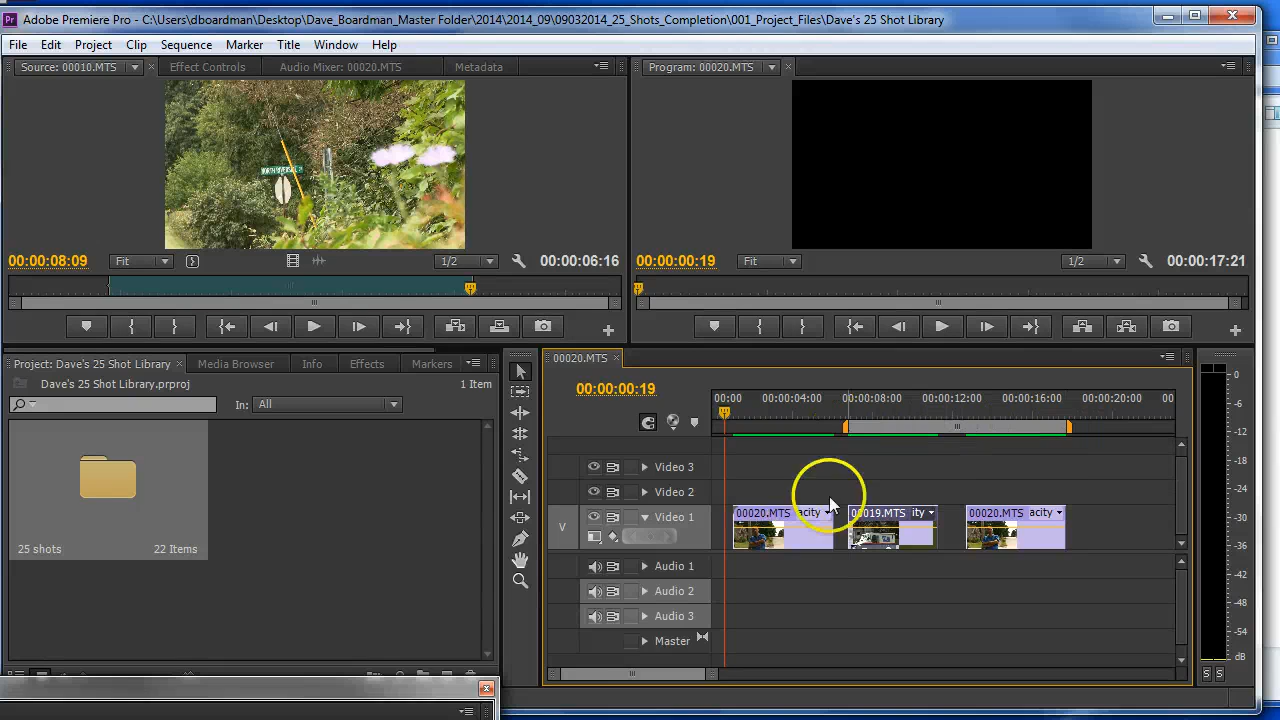 Adobe Premiere Pro - C:\Users\dboardman\Desktop\Dave_Boardman_Master Folder\2014\2014_09\09032014_25_Shots_Completion\001_Project_Files\Dave's 25 Shot Library
File Edit Project Clip Sequence Marker Title Window Help
Source: 00010.MTS Effect Controls Audio Mixer: 00020.MTS Metadata
Program: 00020.MTS
00:00:08:09 Fit 1/2 00:00:06:16
00:00:00:19 Fit 1/2 00:00:17:21
Project: Dave's 25 Shot Library Media Browser Info Effects Markers
Dave's 25 Shot Library.prproj 1 Item
In: All
25 shots 22 Items
00020.MTS
00:00:00:19
00:00 00:00:04:00 00:00:08:00 00:00:12:00 00:00:16:00 00:00:20:00 00
Video 3
Video 2
V Video 1
00020.MTS acity 00019.MTS ity 00020.MTS acity
Audio 1
Audio 2
Audio 3
Master
0
-6
-12
-18
-24
-30
-36
-42
-48
-54
dB
S S